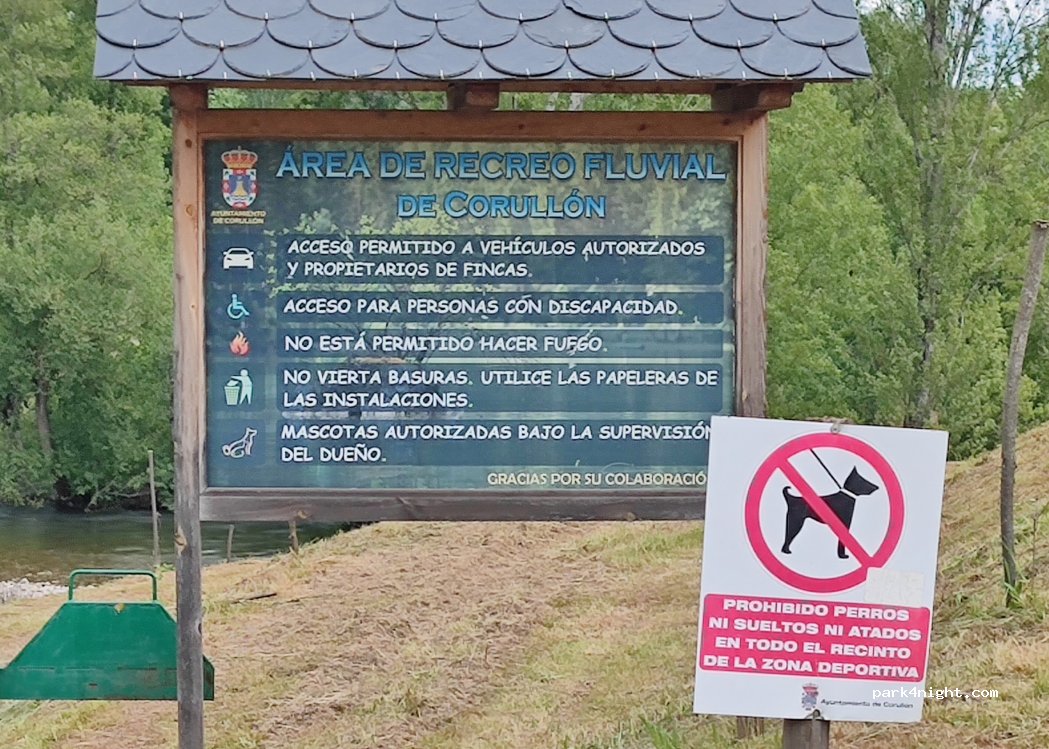 ÁREA DE RECREO FLUVIAL
DE CORULLÓN
AYUNTAMIENTO
DE CORULLÓN
ACCESO PERMITIDO A VEHÍCULOS AUTORIZADOS
Y PROPIETARIOS DE FINCAS.
ACCESO PARA PERSONAS CON DISCAPACIDAD.
NO ESTÁ PERMITIDO HACER FUEGO.
NO VIERTA BASURAS. UTILICE LAS PAPELERAS DE
LAS INSTALACIONES.
MASCOTAS AUTORIZADAS BAJO LA SUPERVISIÓN
DEL DUEÑO.
GRACIAS POR SU COLABORACIÓ
PROHIBIDO PERROS
NI SUELTOS NI ATADOS
EN TODO EL RECINTO
DE LA ZONA DEPORTIVA
Ayuntamiento de Corullón
park4night.com